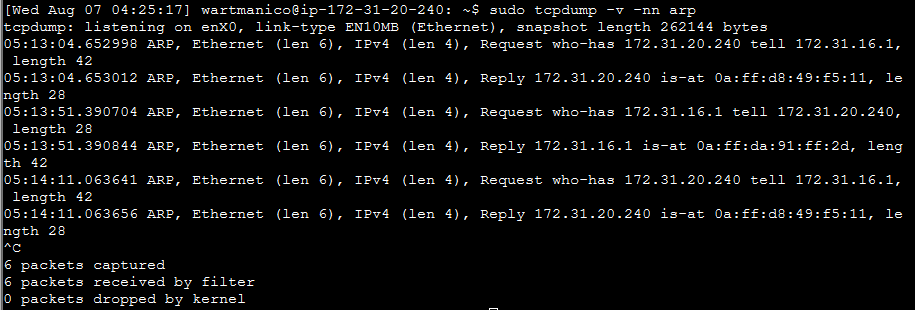 [Wed Aug 07 04:25:17] wartmanico@ip-172-31-20-240: ~$ sudo tcpdump -v -nn arp
tcpdump: listening on enX0, link-type EN10MB (Ethernet), snapshot length 262144 bytes
05:13:04.652998 ARP, Ethernet (len 6), IPv4 (len 4), Request who-has 172.31.20.240 tell 172.31.16.1,
 length 42
05:13:04.653012 ARP, Ethernet (len 6), IPv4 (len 4), Reply 172.31.20.240 is-at 0a:ff:d8:49:f5:11, le
ngth 28
05:13:51.390704 ARP, Ethernet (len 6), IPv4 (len 4), Request who-has 172.31.16.1 tell 172.31.20.240,
 length 28
05:13:51.390844 ARP, Ethernet (len 6), IPv4 (len 4), Reply 172.31.16.1 is-at 0a:ff:da:91:ff:2d, leng
th 42
05:14:11.063641 ARP, Ethernet (len 6), IPv4 (len 4), Request who-has 172.31.20.240 tell 172.31.16.1,
 length 42
05:14:11.063656 ARP, Ethernet (len 6), IPv4 (len 4), Reply 172.31.20.240 is-at 0a:ff:d8:49:f5:11, le
ngth 28
^C
6 packets captured
6 packets received by filter
0 packets dropped by kernel